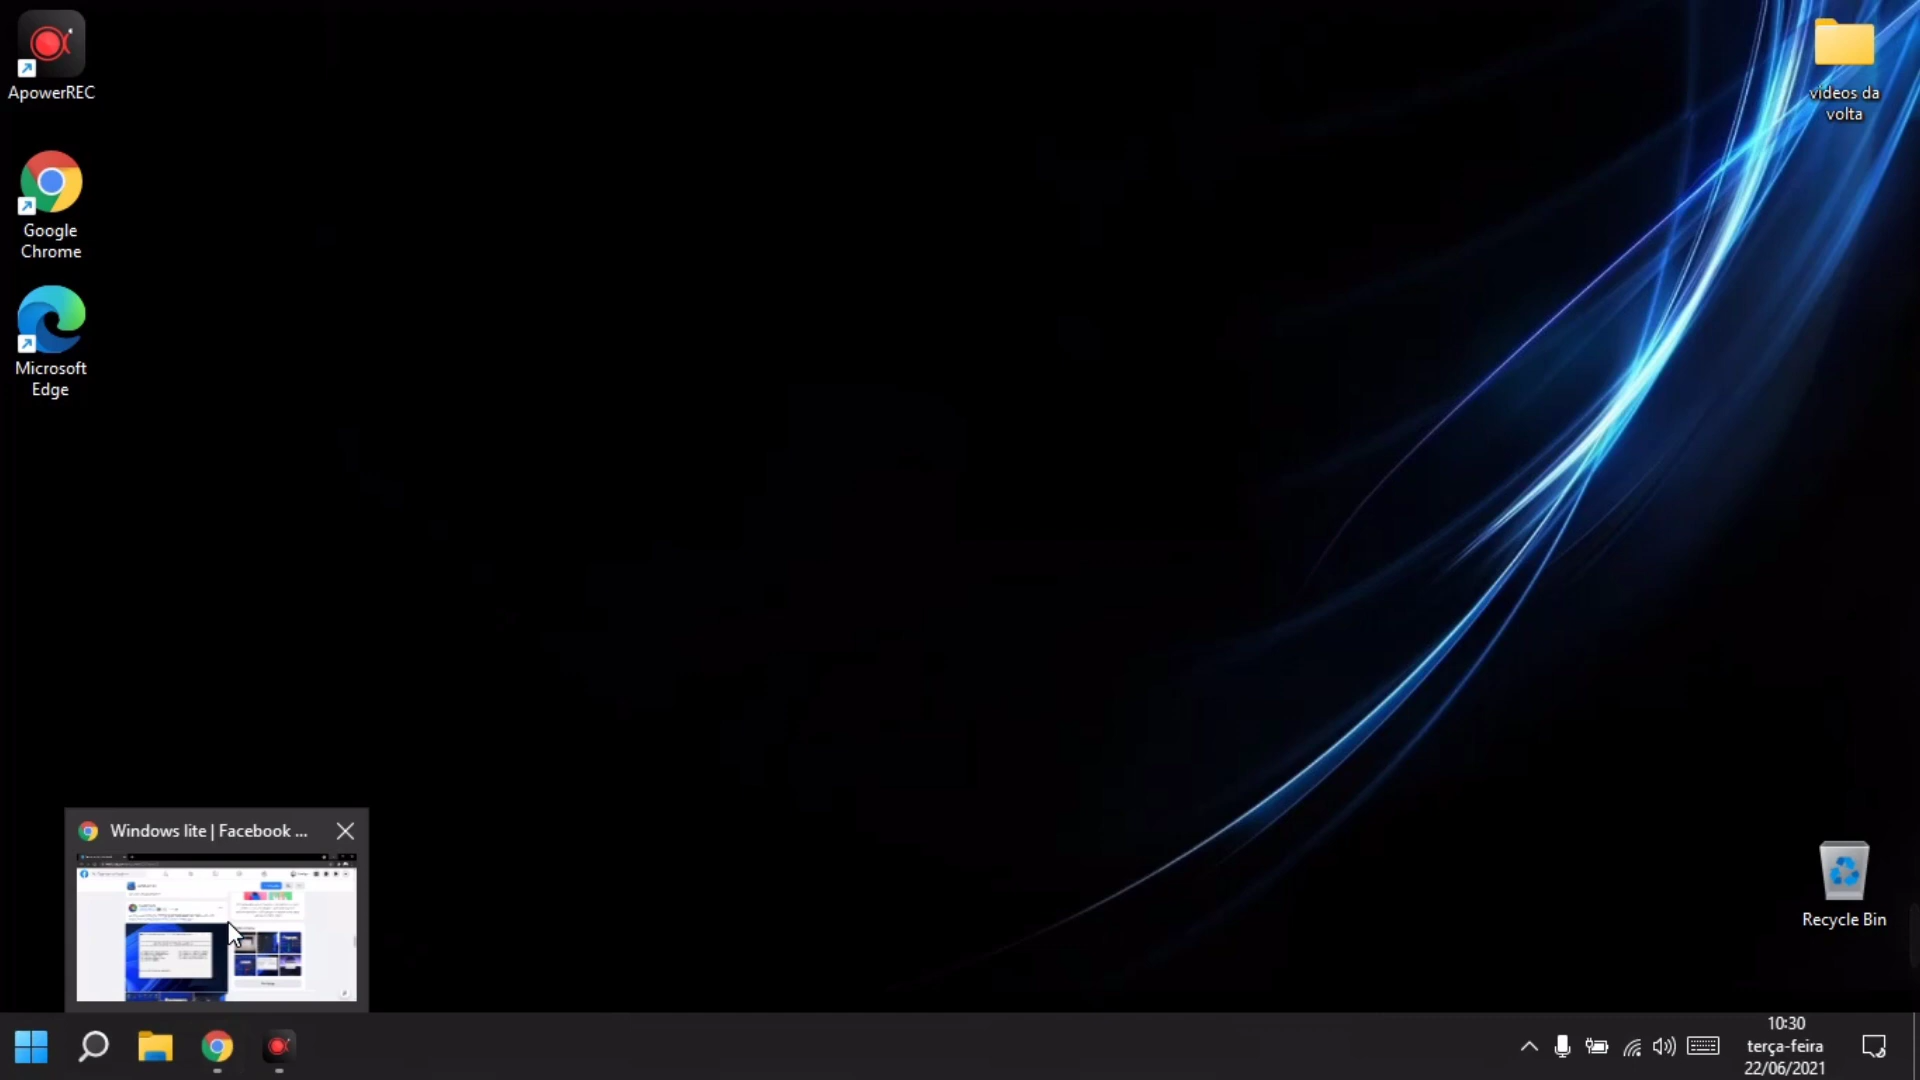 ApowerREC
Google
Chrome
Microsoft
Edge
videos da
volta
Windows lite | Facebook ...
Recycle Bin
10:30
terça-feira
22/06/2021